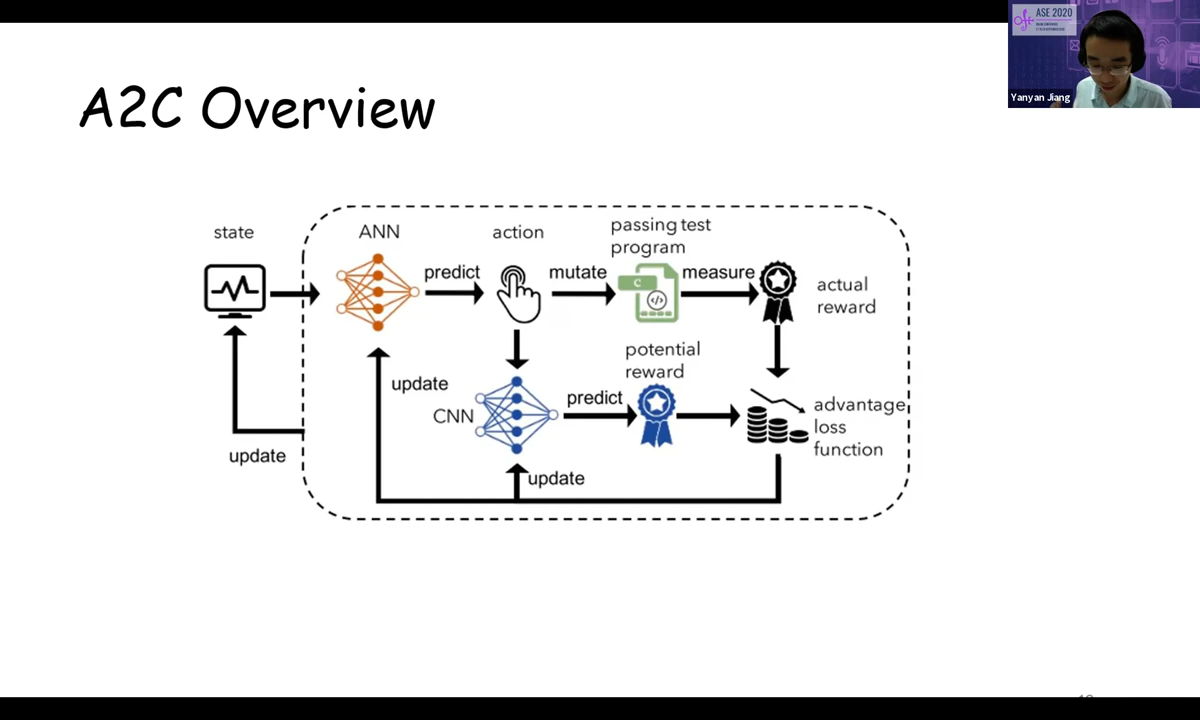 ASE 2020
Yanyan Jiang
A2C Overview
state
ANN
action
passing test
program
predict
mutate
measure
actual
reward
potential
reward
update
CNN
predict
advantage
loss
function
update
update